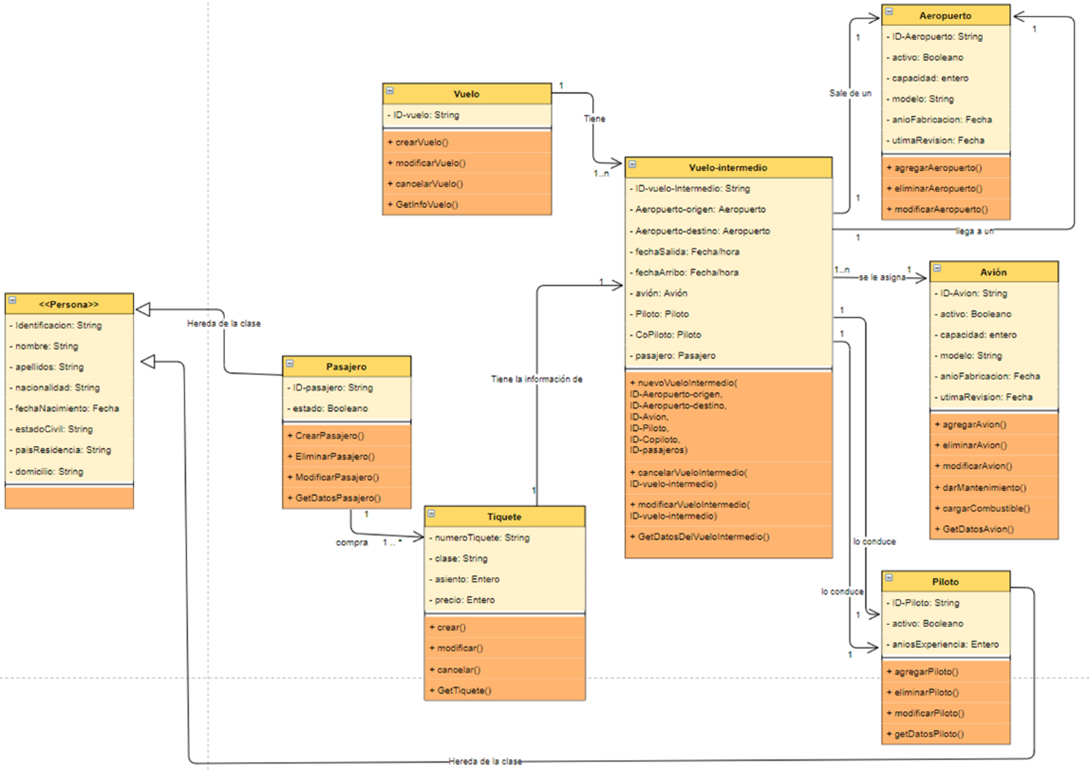 Aeropuerto
- ID-Aeropuerto: String
- activo: Booleano
- capacidad: entero
- modelo: String
- anioFabricacion: Fecha
- utimaRevision: Fecha
+ agregarAeropuerto()
+ eliminarAeropuerto()
+ modificarAeropuerto()
1
1
Sale de un
1
1
llega a un
Vuelo
- ID-vuelo: String
+ crearVuelo()
+ modificarVuelo()
+ cancelarVuelo()
+ GetInfoVuelo()
1
Tiene
1..n
Vuelo-intermedio
- ID-vuelo-Intermedio: String
- Aeropuerto-origen: Aeropuerto
- Aeropuerto-destino: Aeropuerto
- fechaSalida: Fecha/hora
- fechaArribo: Fecha/hora
- avión: Avión
- Piloto: Piloto
- CoPiloto: Piloto
- pasajero: Pasajero
+ nuevoVueloIntermedio(
ID-Aeropuerto-origen,
ID-Aeropuerto-destino,
ID-Avion,
ID-Piloto,
ID-Copiloto,
ID-pasajeros)
+ cancelarVueloIntermedio(
ID-vuelo-intermedio)
+ modificarVueloIntermedio(
ID-vuelo-intermedio)
+ GetDatosDelVueloIntermedio()
1..n
se le asigna
1
Avión
- ID-Avion: String
- activo: Booleano
- capacidad: entero
- modelo: String
- anioFabricacion: Fecha
- utimaRevision: Fecha
+ agregarAvion()
+ eliminarAvion()
+ modificarAvion()
+ darMantenimiento()
+ cargarCombustible()
+ GetDatosAvion()
<<Persona>>
- Identificacion: String
- nombre: String
- apellidos: String
- nacionalidad: String
- fechaNacimiento: Fecha
- estadoCivil: String
- paisResidencia: String
- domicilio: String
Hereda de la clase
Pasajero
- ID-pasajero: String
- estado: Booleano
+ CrearPasajero()
+ EliminarPasajero()
+ ModificarPasajero()
+ GetDatosPasajero()
1
compra
1.. *
1
Tiene la información de
1
Tiquete
- numeroTiquete: String
- clase: String
- asiento: Entero
- precio: Entero
+ crear()
+ modificar()
+ cancelar()
+ GetTiquete()
1
1
lo conduce
lo conduce
1
1
Piloto
- ID-Piloto: String
- activo: Booleano
- aniosExperiencia: Entero
+ agregarPiloto()
+ eliminarPiloto()
+ modificarPiloto()
+ getDatosPiloto()
Hereda de la clase